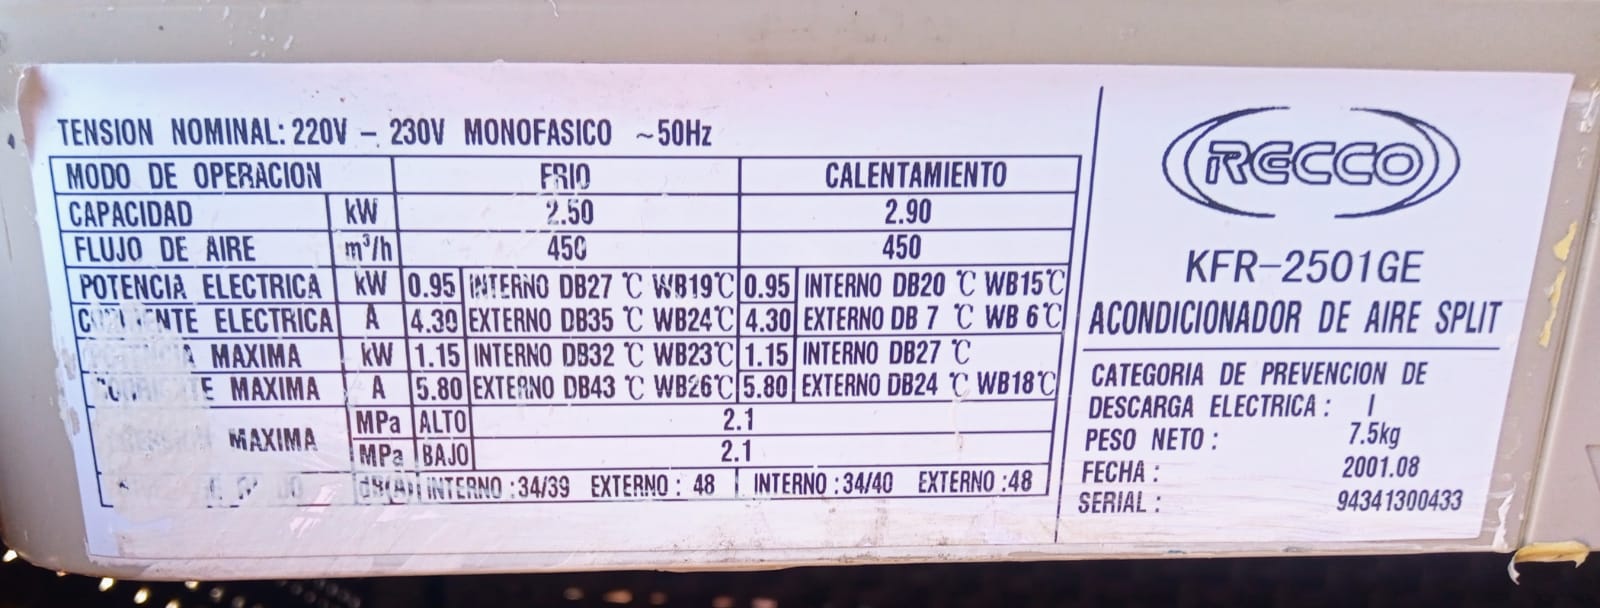 TENSION NOMINAL: 220V - 230V MONOFASICO ~50Hz
MODO DE OPERACION FRIO CALENTAMIENTO
CAPACIDAD kW 2.50 2.90
FLUJO DE AIRE m³/h 450 450
POTENCIA ELECTRICA kW 0.95 INTERNO DB27 ℃ WB19℃ 0.95 INTERNO DB20 ℃ WB15℃
ELECTRICA A 4.30 EXTERNO DB35 ℃ WB24℃ 4.30 EXTERNO DB 7 ℃ WB 6℃
MAXIMA kW 1.15 INTERNO DB32 ℃ WB23℃ 1.15 INTERNO DB27 ℃
CORRIENTE MAXIMA A 5.80 EXTERNO DB43 ℃ WB26℃ 5.80 EXTERNO DB24 ℃ WB18℃
MAXIMA MPa ALTO 2.1
MPa BAJO 2.1
dB(A) INTERNO :34/39 EXTERNO : 48 INTERNO :34/40 EXTERNO :48
RECCO
KFR-2501GE
ACONDICIONADOR DE AIRE SPLIT
CATEGORIA DE PREVENCION DE
DESCARGA ELECTRICA : I
PESO NETO : 7.5kg
FECHA : 2001.08
SERIAL : 94341300433